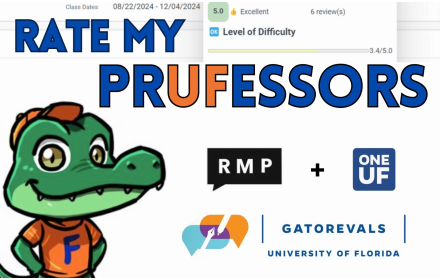 Class Dates 08/22/2024 - 12/04/2024
5.0 👍 Excellent 6 review(s)
OK Level of Difficulty
3.4/5.0
RATE MY
PRUFESSORS
F
RMP + ONE UF
GATOREVALS
UNIVERSITY OF FLORIDA